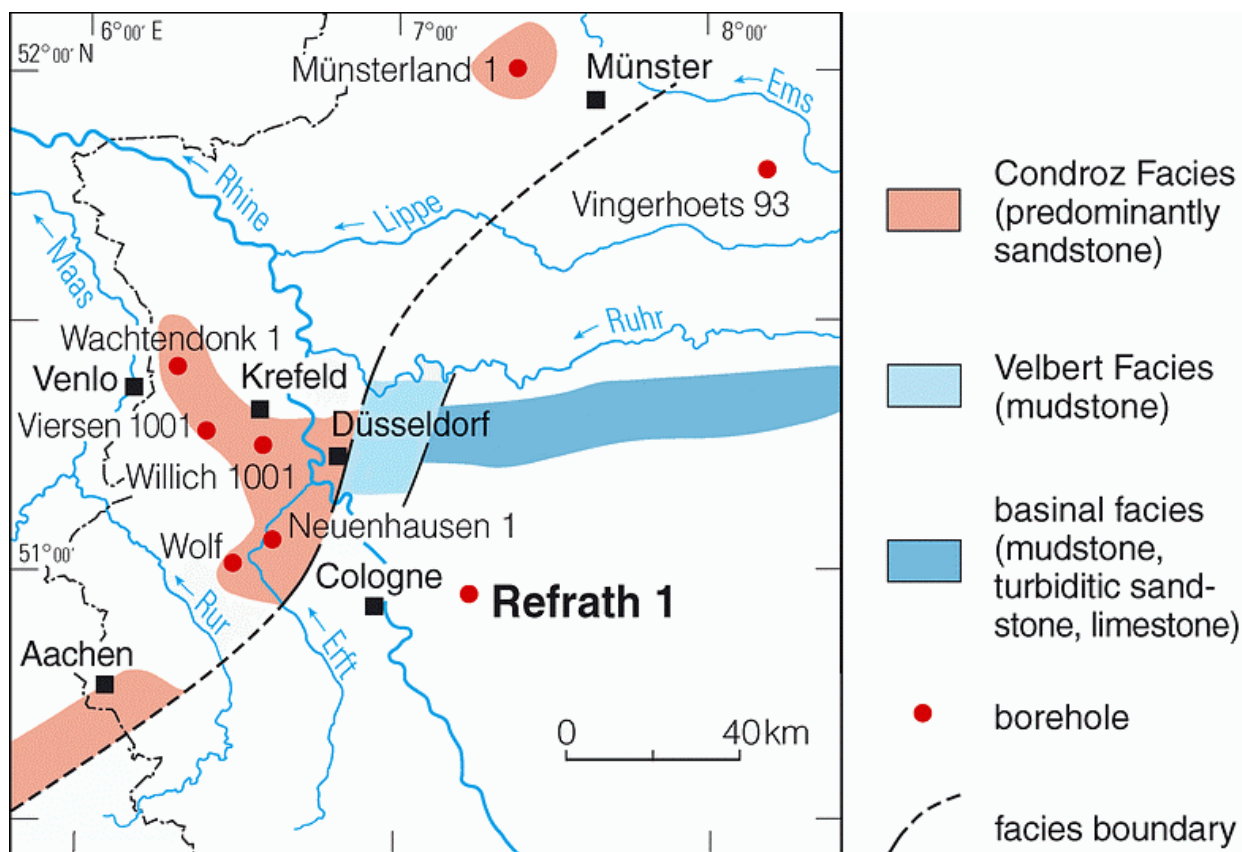 6°00' E
7°00'
8°00'
52°00' N
Münsterland 1
Münster
Ems
Rhine
Vingerhoets 93
Lippe
Maas
Ruhr
Wachtendonk 1
Venlo
Krefeld
Viersen 1001
Düsseldorf
Willich 1001
Neuenhausen 1
51°00'
Wolf
Cologne
Refrath 1
Rur
Erft
Aachen
0
40 km
Condroz Facies
(predominantly
sandstone)
Velbert Facies
(mudstone)
basinal facies
(mudstone,
turbiditic sand-
stone, limestone)
borehole
facies boundary